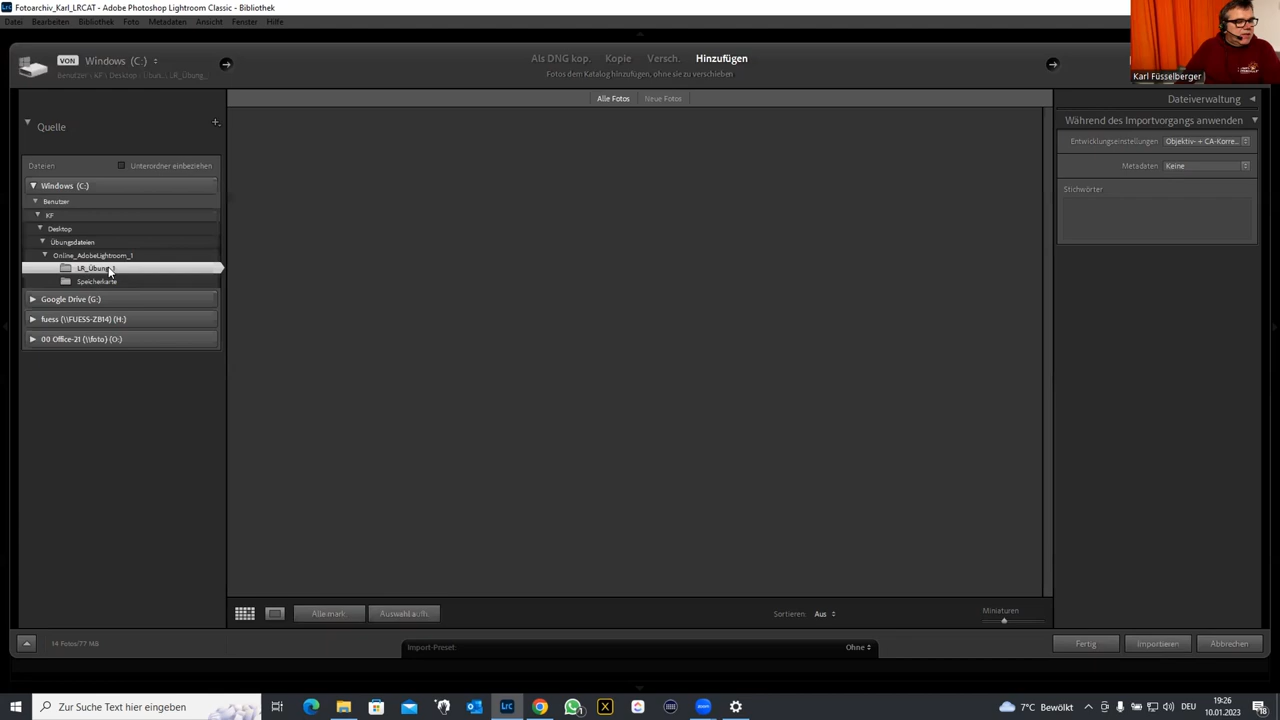 Fotoarchiv_Karl_LRCAT - Adobe Photoshop Lightroom Classic - Bibliothek
Datei Bearbeiten Bibliothek Foto Metadaten Ansicht Fenster Hilfe
Karl Füsselberger
VON Windows (C:)
Als DNG kop. Kopie Versch. Hinzufügen
Fotos dem Katalog hinzufügen, ohne sie zu verschieben
Alle Fotos Neue Fotos
Dateiverwaltung
Während des Importvorgangs anwenden
Entwicklungseinstellungen Objektiv- + CA-Korre...
Metadaten Keine
Stichwörter
Quelle
Dateien Unterordner einbeziehen
Windows (C:)
Benutzer
KF
Desktop
Übungsdateien
Online_AdobeLightroom_1
LR_Übung_1
Speicherkarte
Google Drive (G:)
fuess (\\FUESS-ZB14) (H:)
00 Office-21 (\\foto) (O:)
Alle mark. Auswahl aufh.
Sortieren: Aus
Miniaturen
14 Fotos/77 MB
Import-Preset: Ohne
Fertig Importieren Abbrechen
Zur Suche Text hier eingeben
Lrc
zoom
7°C Bewölkt
DEU
19:26
10.01.2023